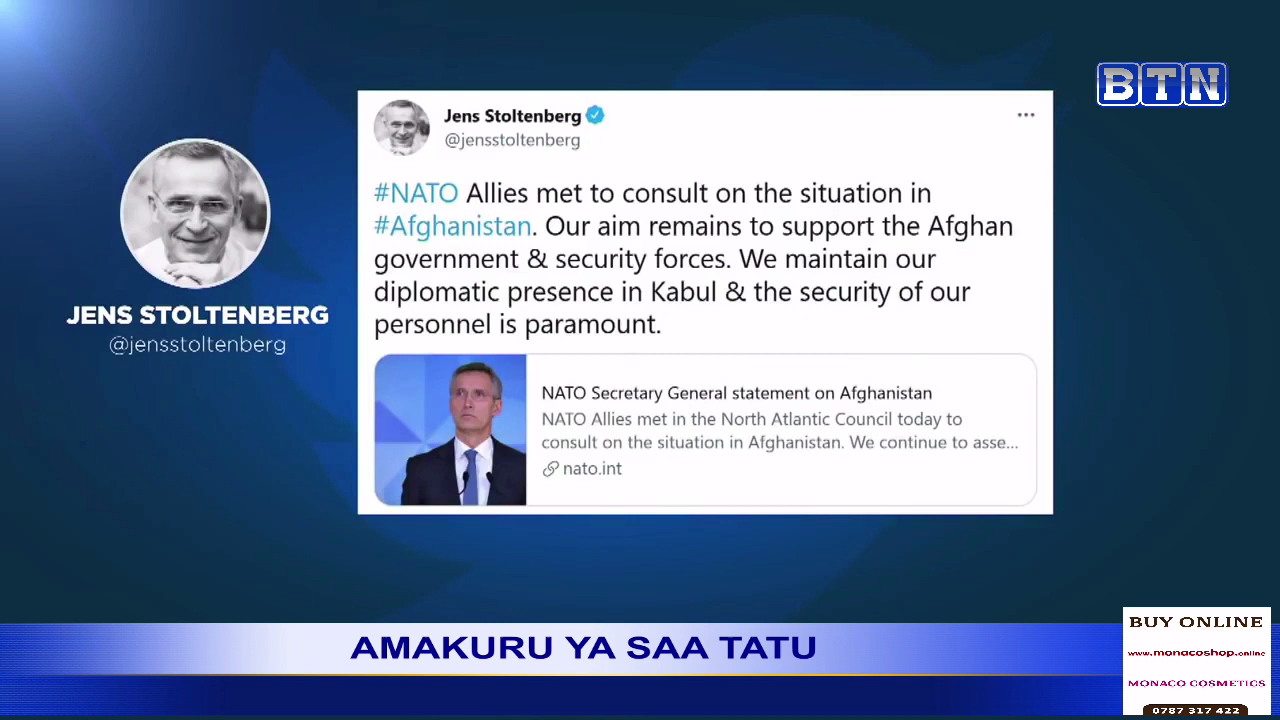 BTN
Jens Stoltenberg
@jensstoltenberg
#NATO Allies met to consult on the situation in
#Afghanistan. Our aim remains to support the Afghan
government & security forces. We maintain our
diplomatic presence in Kabul & the security of our
personnel is paramount.
NATO Secretary General statement on Afghanistan
NATO Allies met in the North Atlantic Council today to
consult on the situation in Afghanistan. We continue to asse...
nato.int
JENS STOLTENBERG
@jensstoltenberg
AMAKURU YA SAA TATU
BUY ONLINE
www.monacoshop.online
MONACO COSMETICS
0787 317 422